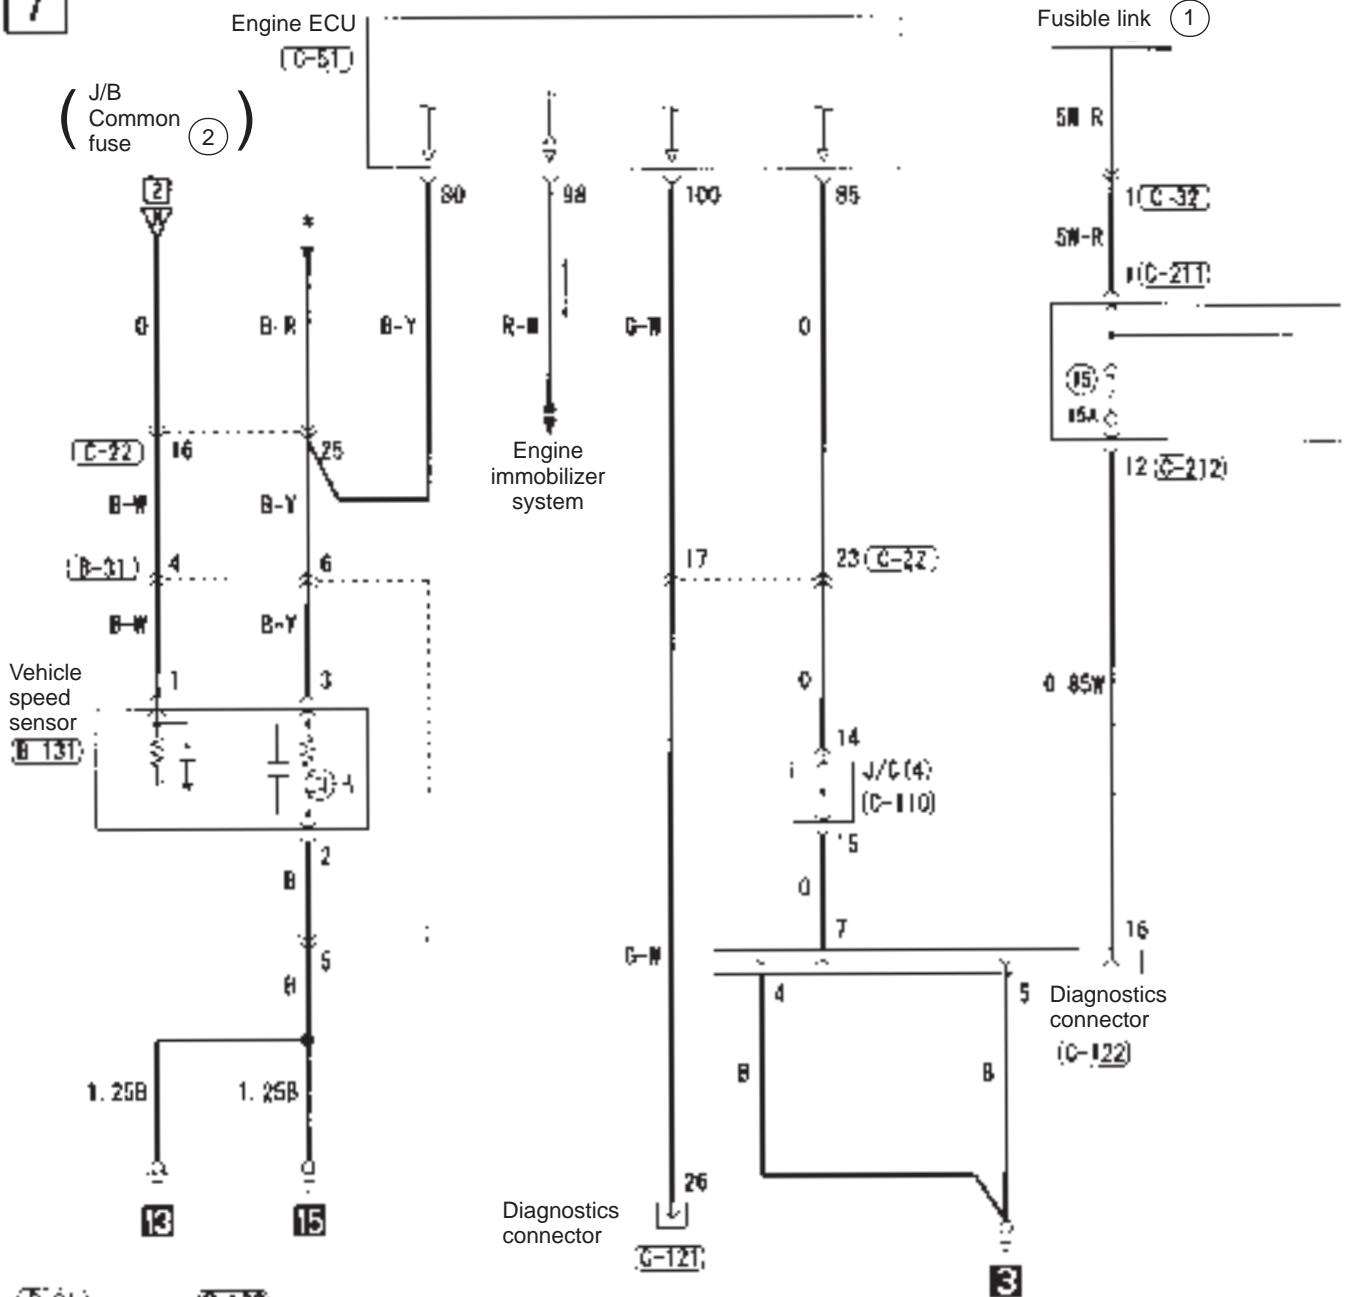 7
Engine ECU
(C-51)
Fusible link 1
J/B
Common
fuse
2
2
*
80
98
100
85
5W-R
1 (C-32)
5W-R
(C-211)
O
B-R
B-Y
G-W
O
15
15A
(C-22)
16
25
Engine
immobilizer
system
12 (C-212)
B-W
B-Y
(B-31)
4
6
17
23 (C-22)
B-W
B-Y
Vehicle
speed
sensor
1
3
O
0.85W
14
J/C(4)
(C-110)
15
2
B
O
7
16
5
G-W
B
4
5
Diagnostics
connector
(C-122)
1.25B
1.25B
B
B
26
Diagnostics
connector
(C-121)
13
15
3